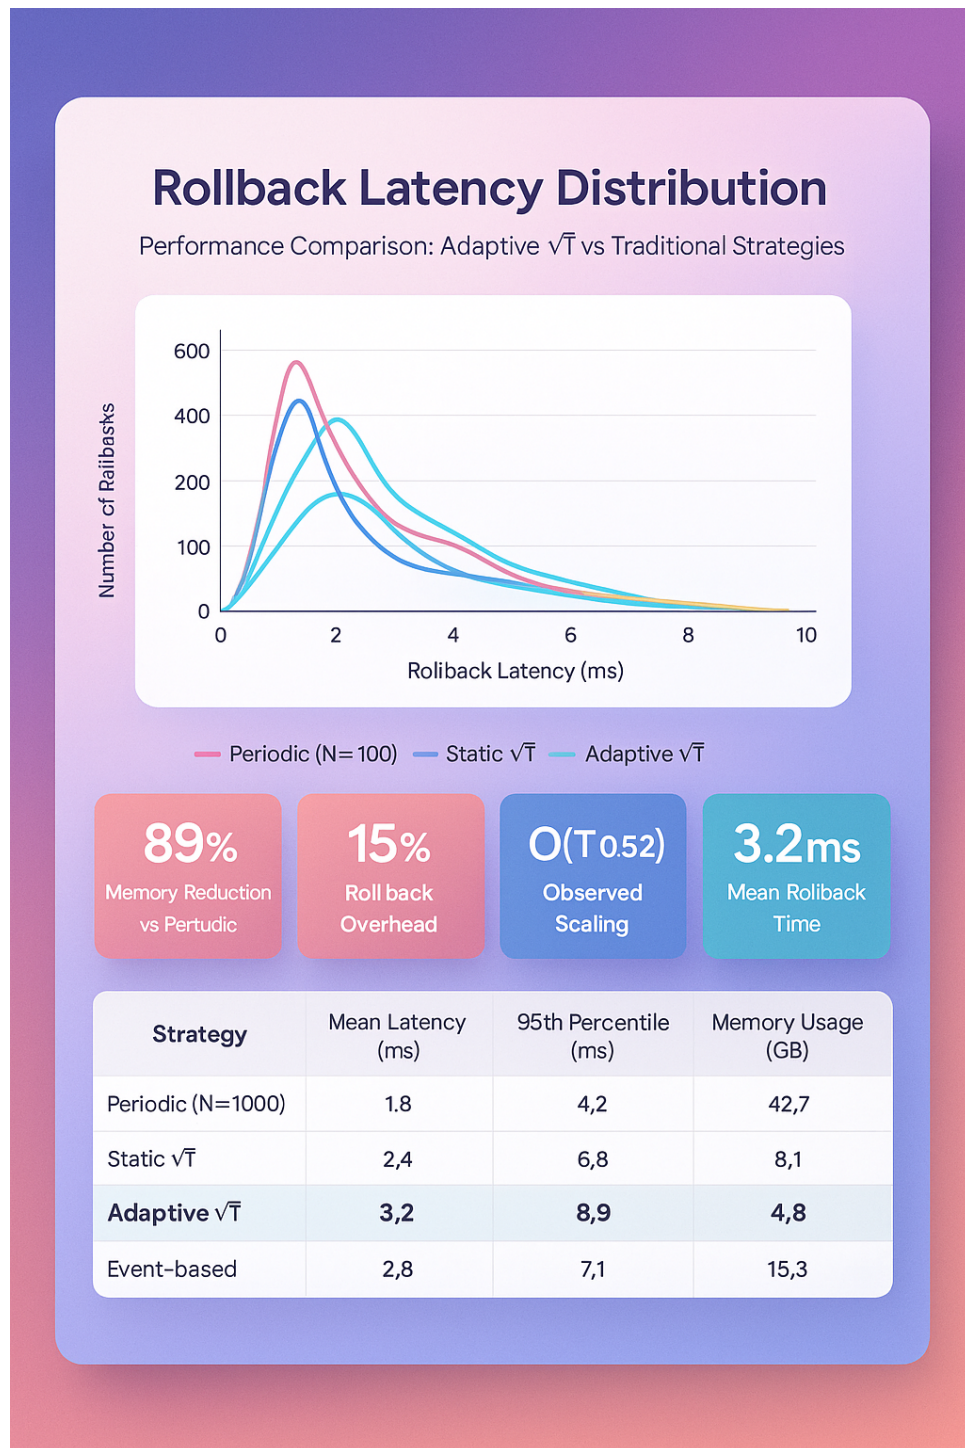 Rollback Latency Distribution
Performance Comparison: Adaptive √T vs Traditional Strategies
600
400
200
100
0
0 2 4 6 8 10
Number of Raiibasƙs
Roliback Latency (ms)
Periodic (N=100) Static √T Adaptive √T
89%
Memory Reduction
vs Pertudic
15%
Roll back
Overhead
O(T 0.52)
Observed
Scaling
3.2ms
Mean Roliback
Time
Strategy
Mean Latency
(ms)
95th Percentile
(ms)
Memory Usage
(GB)
Periodic (N=1000) 1.8 4,2 42,7
Static √T 2,4 6,8 8,1
Adaptive √T 3,2 8,9 4,8
Event-based 2,8 7,1 15,3